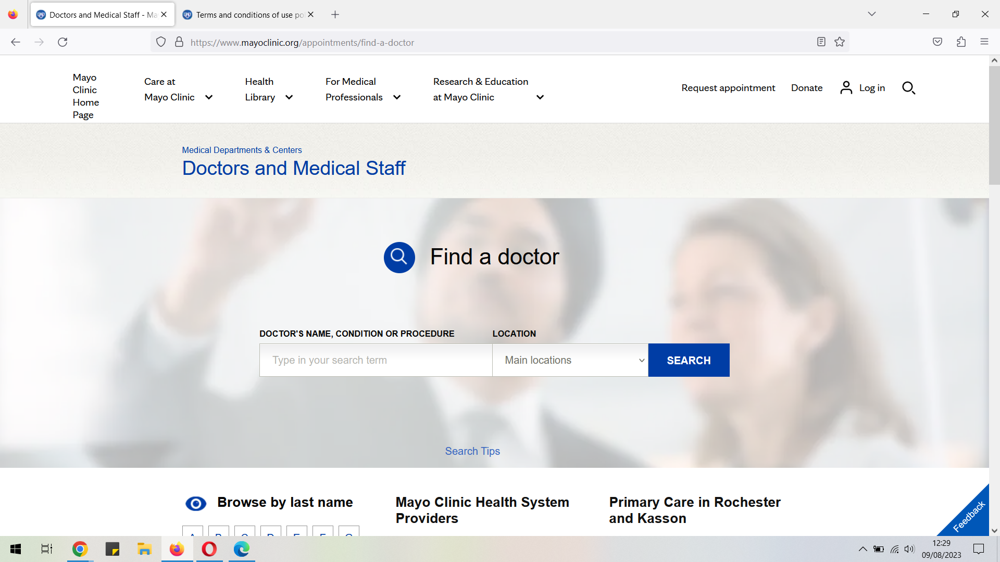 Doctors and Medical Staff - Ma
Terms and conditions of use pol
https://www.mayoclinic.org/appointments/find-a-doctor
Mayo
Clinic
Home
Page
Care at
Mayo Clinic
Health
Library
For Medical
Professionals
Research & Education
at Mayo Clinic
Request appointment
Donate
Log in
Medical Departments & Centers
Doctors and Medical Staff
Find a doctor
DOCTOR'S NAME, CONDITION OR PROCEDURE
LOCATION
Type in your search term
Main locations
SEARCH
Search Tips
Browse by last name
A B C D E F G
Mayo Clinic Health System
Providers
Primary Care in Rochester
and Kasson
Feedback
12:29
09/08/2023